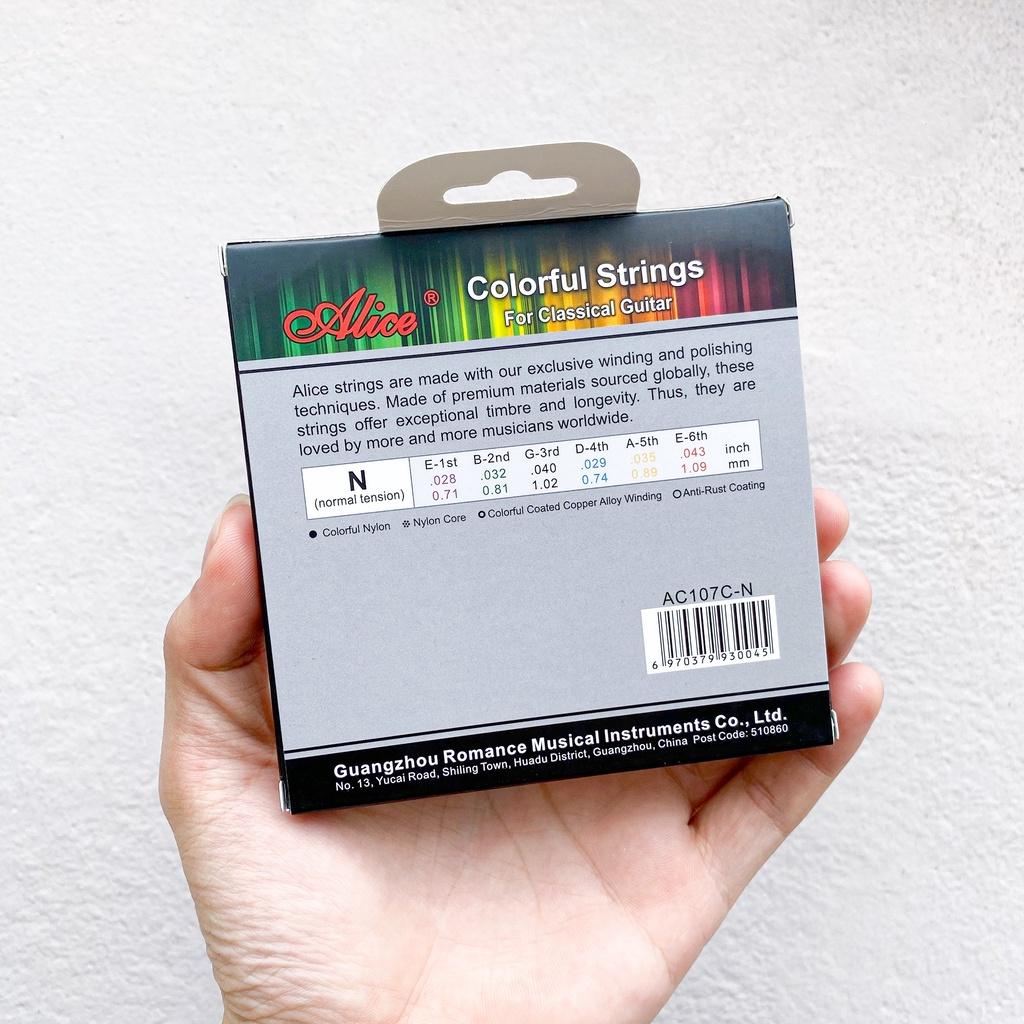 Alice ®
Colorful Strings
For Classical Guitar
Alice strings are made with our exclusive winding and polishing
techniques. Made of premium materials sourced globally, these
strings offer exceptional timbre and longevity. Thus, they are
loved by more and more musicians worldwide.
N
(normal tension)
E-1st B-2nd G-3rd D-4th A-5th E-6th
.028 .032 .040 .029 .035 .043 inch
0.71 0.81 1.02 0.74 0.89 1.09 mm
Colorful Nylon Nylon Core Colorful Coated Copper Alloy Winding Anti-Rust Coating
AC107C-N
6 970379 930045
Guangzhou Romance Musical Instruments Co., Ltd.
No. 13, Yucai Road, Shiling Town, Huadu District, Guangzhou, China Post Code: 510860